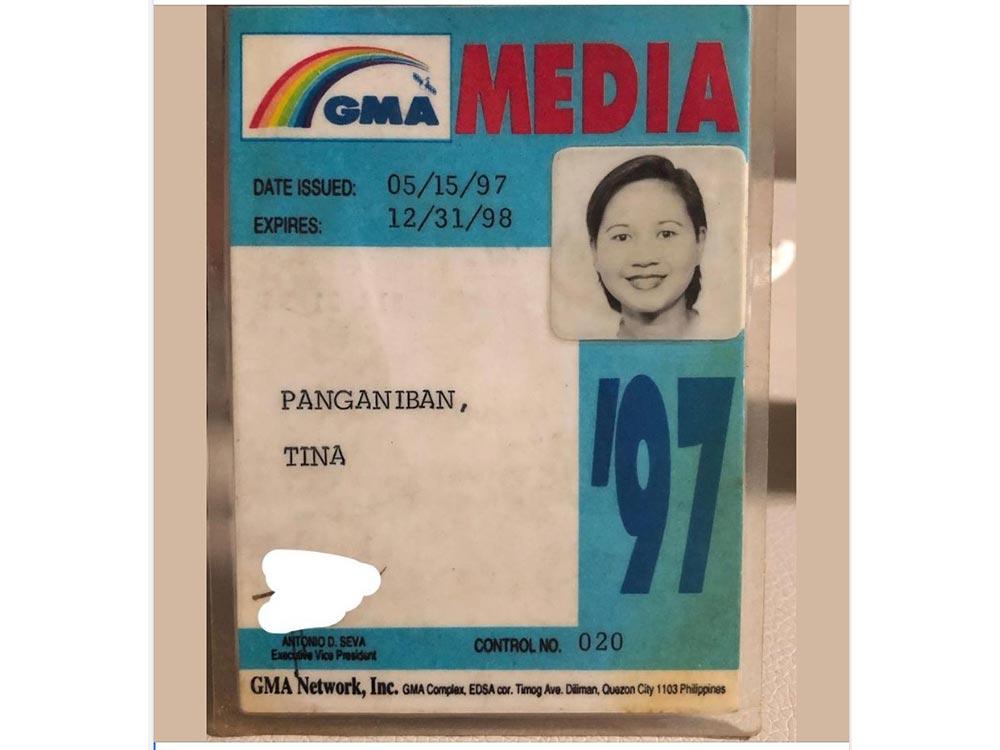 GMA MEDIA
DATE ISSUED: 05/15/97
EXPIRES: 12/31/98
PANGANIBAN,
TINA
'97
ANTONIO D. SEVA
Executive Vice President
CONTROL NO. 020
GMA Network, Inc. GMA Complex, EDSA cor. Timog Ave. Diliman, Quezon City 1103 Philippines